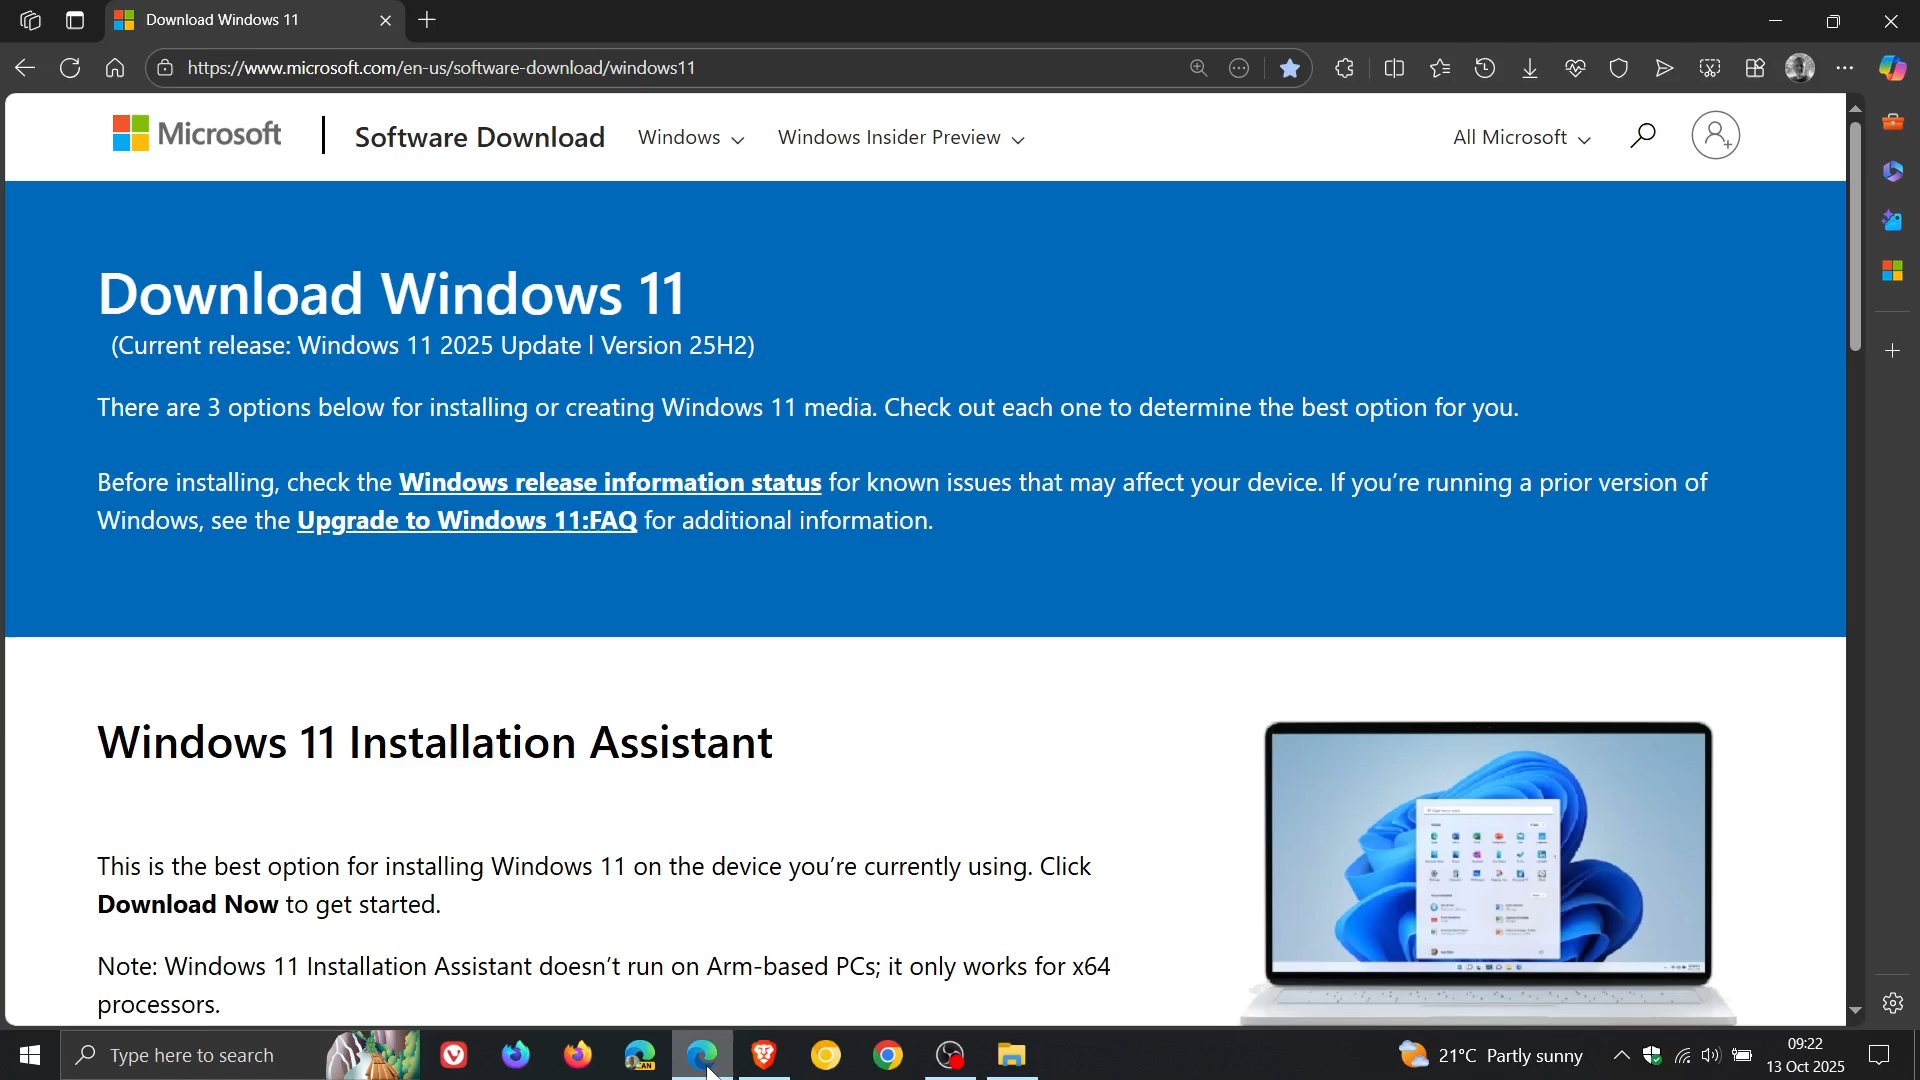 Download Windows 11
https://www.microsoft.com/en-us/software-download/windows11
Microsoft
Software Download
Windows
Windows Insider Preview
All Microsoft
Download Windows 11
(Current release: Windows 11 2025 Update l Version 25H2)
There are 3 options below for installing or creating Windows 11 media. Check out each one to determine the best option for you.
Before installing, check the Windows release information status for known issues that may affect your device. If you’re running a prior version of
Windows, see the Upgrade to Windows 11:FAQ for additional information.
Windows 11 Installation Assistant
This is the best option for installing Windows 11 on the device you’re currently using. Click
Download Now to get started.
Note: Windows 11 Installation Assistant doesn’t run on Arm-based PCs; it only works for x64
processors.
Type here to search
CAN
21°C Partly sunny
09:22
13 Oct 2025